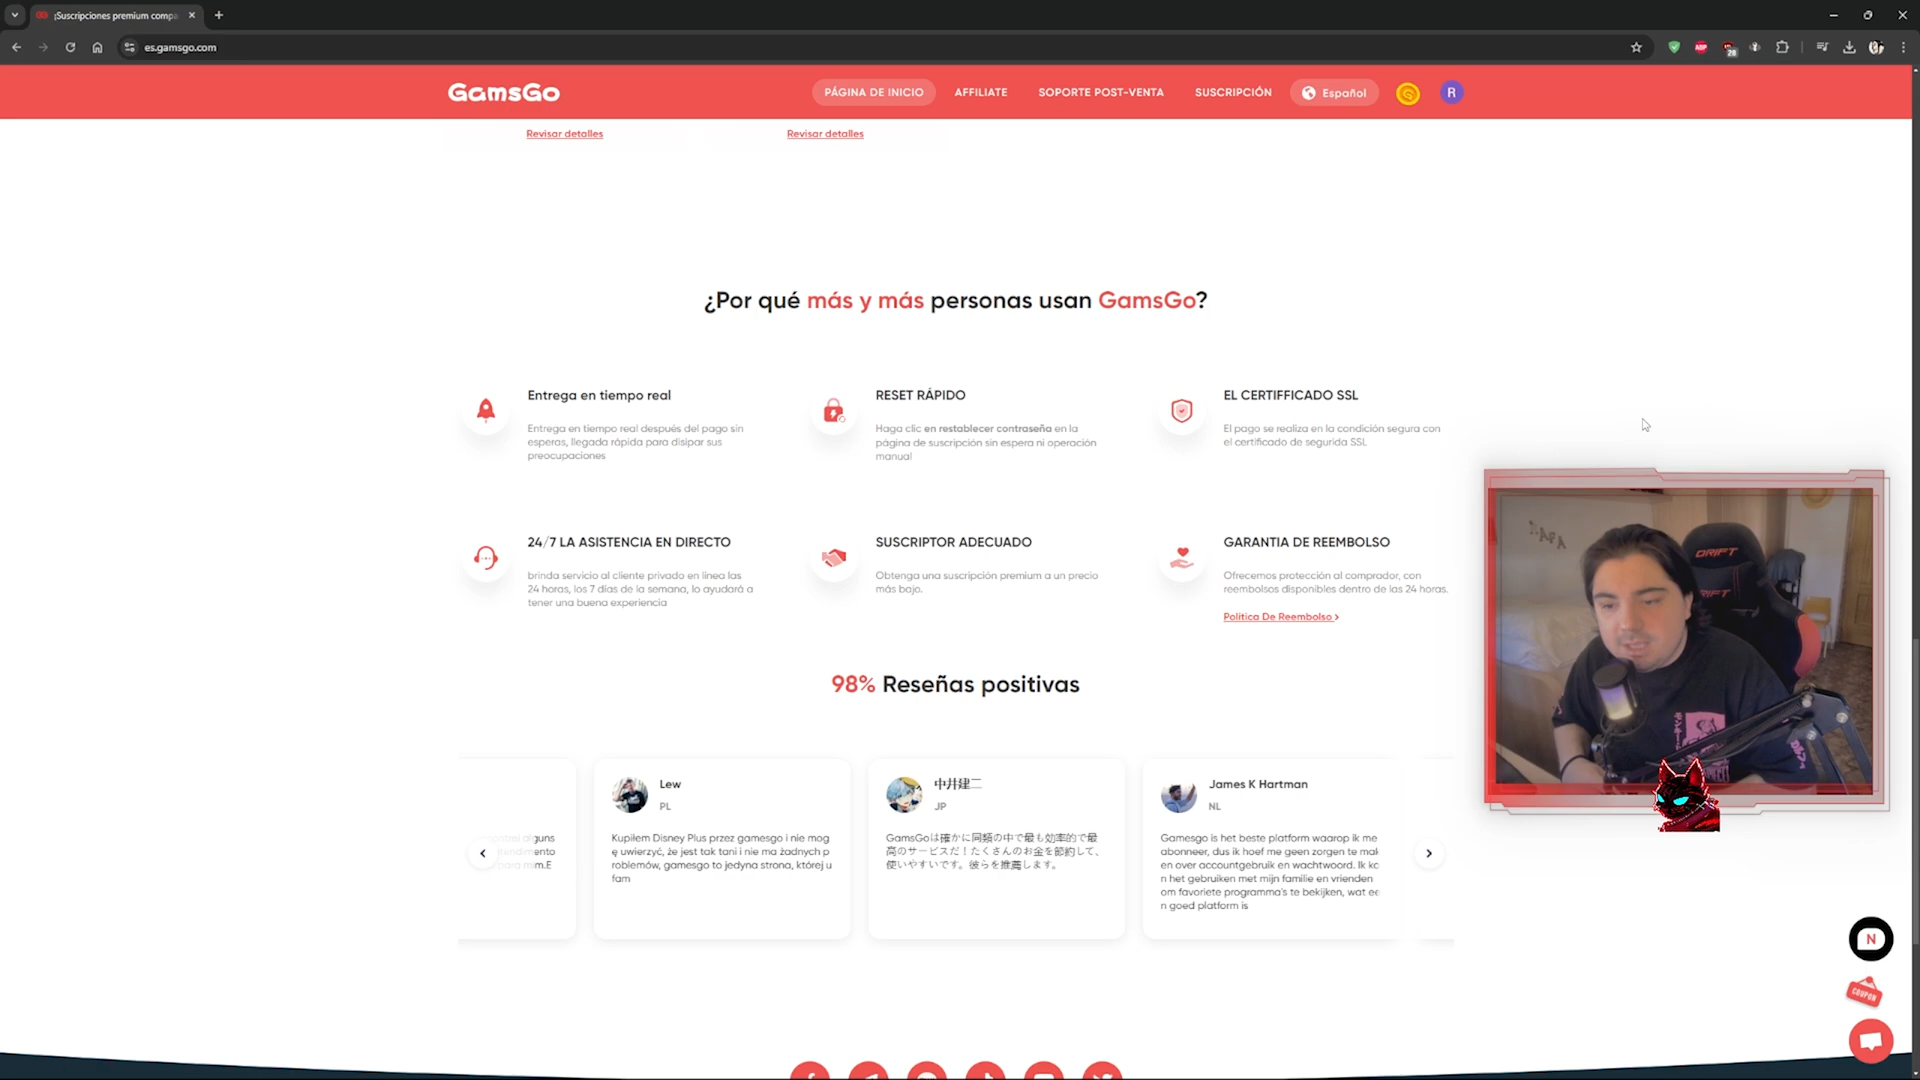 ¡Suscripciones premium compa
es.gamsgo.com
ABP
28
GamsGo
PÁGINA DE INICIO
AFFILIATE
SOPORTE POST-VENTA
SUSCRIPCIÓN
Español
G
R
Revisar detalles
Revisar detalles
¿Por qué más y más personas usan GamsGo?
Entrega en tiempo real
Entrega en tiempo real después del pago sin
esperas, llegada rápida para disipar sus
preocupaciones
RESET RÁPIDO
Haga clic en restablecer contraseña en la
página de suscripción sin espera ni operación
manual
EL CERTIFFICADO SSL
El pago se realiza en la condición segura con
el certificado de segurida SSL
24/7 LA ASISTENCIA EN DIRECTO
brinda servicio al cliente privado en línea las
24 horas, los 7 días de la semana, lo ayudará a
tener una buena experiencia
SUSCRIPTOR ADECUADO
Obtenga una suscripción premium a un precio
más bajo.
GARANTIA DE REEMBOLSO
Ofrecemos protección al comprador, con
reembolsos disponibles dentro de las 24 horas.
Política De Reembolso >
DRIFT
98% Reseñas positivas
alguns
Lew
PL
Kupiłem Disney Plus przez gamesgo i nie mog
ę uwierzyć, że jest tak tani i nie ma żadnych p
roblemów, gamesgo to jedyna strona, której u
fam
中井建二
JP
GamsGoは確かに同類の中で最も効率的で最
高のサービスだ！たくさんのお金を節約して、
使いやすいです。彼らを推薦します。
James K Hartman
NL
Gamesgo is het beste platform waarop ik me
abonneer, dus ik hoef me geen zorgen te mak
en over accountgebruik en wachtwoord. Ik ko
n het gebruiken met mijn familie en vrienden
om favoriete programma's te bekijken, wat ee
n goed platform is
N
COUPON